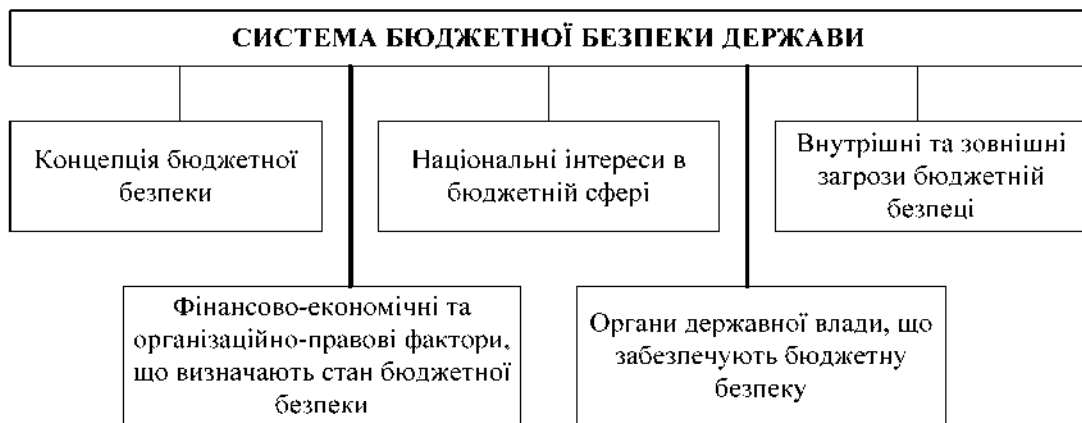 СИСТЕМА БЮДЖЕТНОЇ БЕЗПЕКИ ДЕРЖАВИ
Концепція бюджетної
безпеки
Національні інтереси в
бюджетній сфері
Внутрішні та зовнішні
загрози бюджетній
безпеці
Фінансово-економічні та
організаційно-правові фактори,
що визначають стан бюджетної
безпеки
Органи державної влади, що
забезпечують бюджетну
безпеку